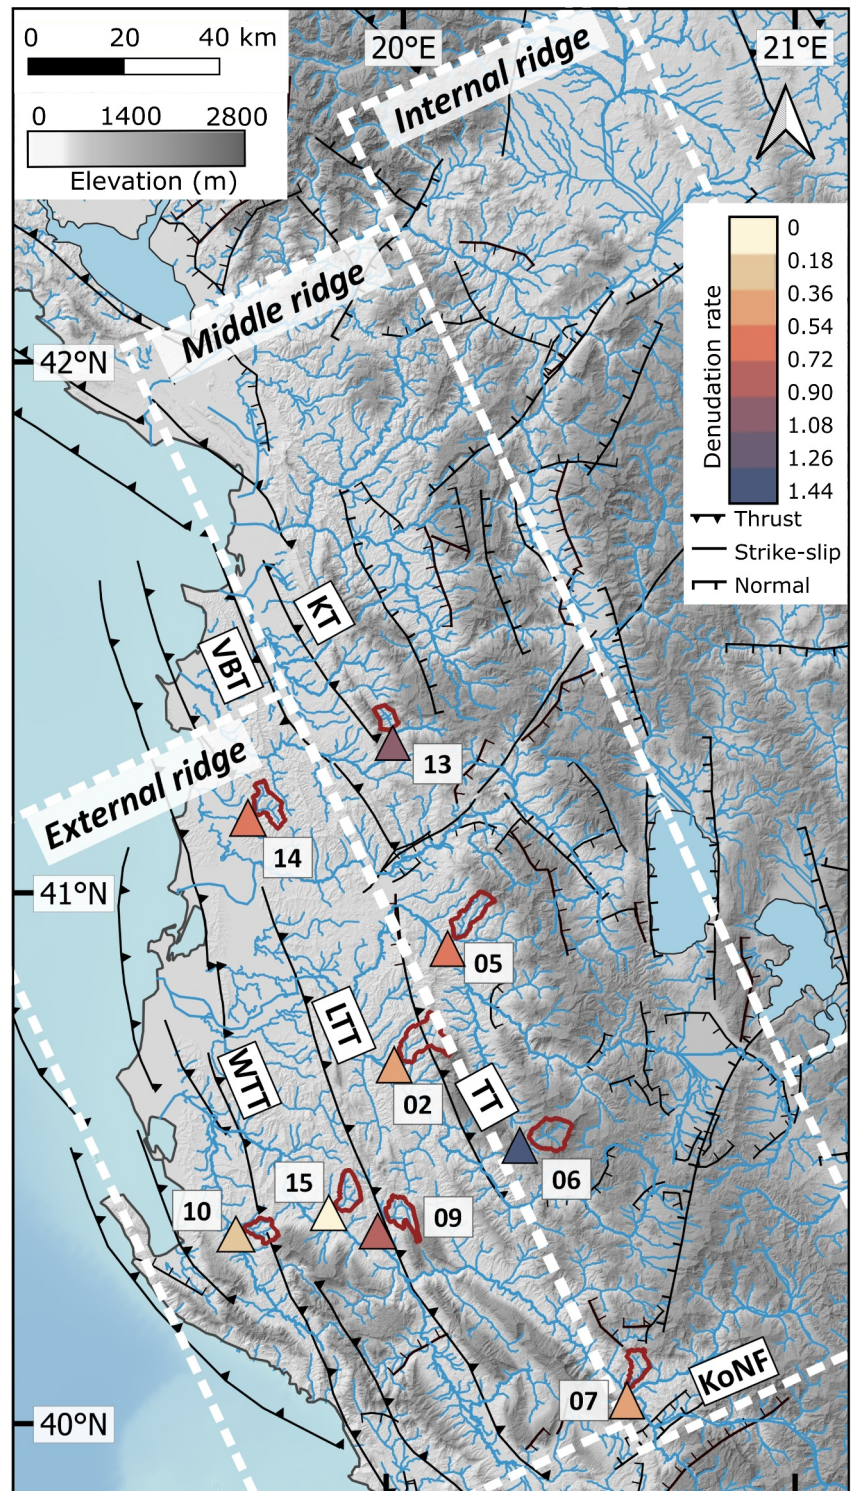 0 20 40 km
0 1400 2800
Elevation (m)
20°E
21°E
Internal ridge
Middle ridge
External ridge
Denudation rate
0
0.18
0.36
0.54
0.72
0.90
1.08
1.26
1.44
Thrust
Strike-slip
Normal
42°N
KT
VBT
13
14
41°N
05
LTT
WTT
02
TT
06
15
10
09
07
KoNF
40°N